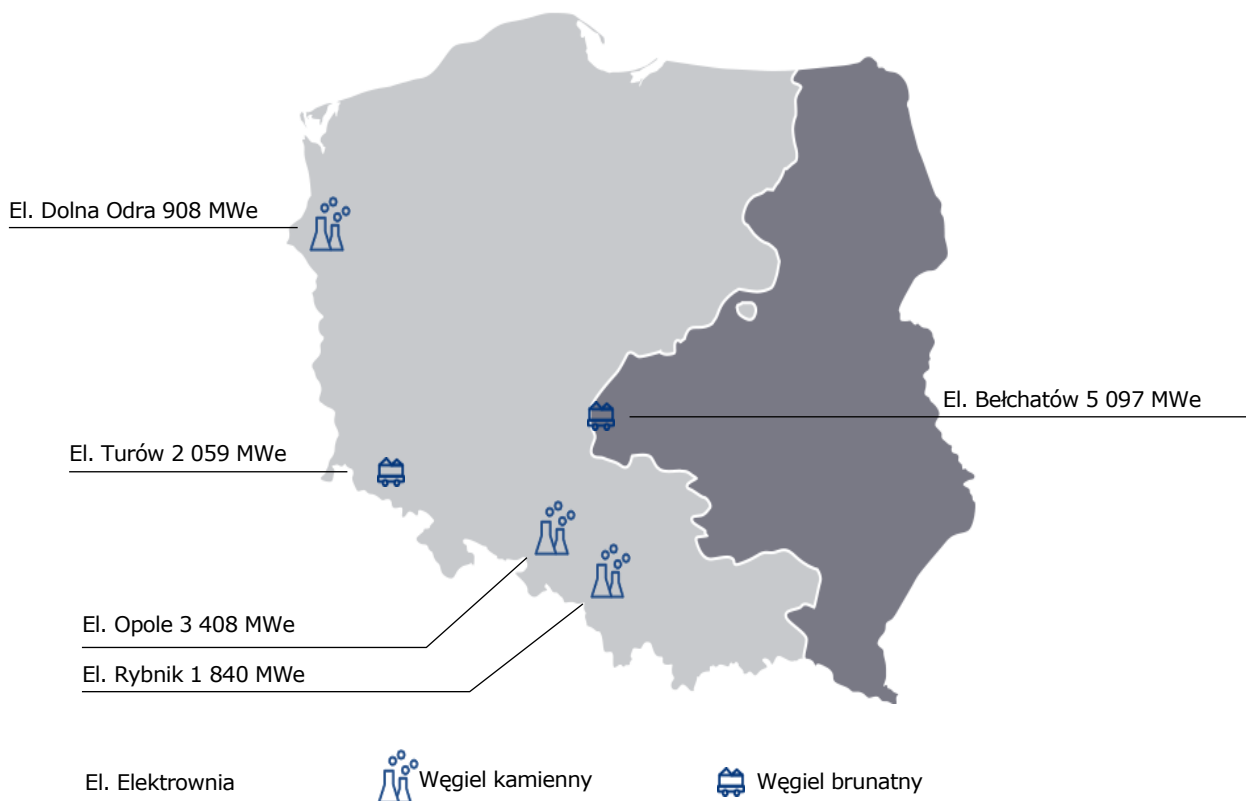 El. Dolna Odra 908 MWe
El. Bełchatów 5 097 MWe
El. Turów 2 059 MWe
El. Opole 3 408 MWe
El. Rybnik 1 840 MWe
El. Elektrownia
Węgiel kamienny
Węgiel brunatny